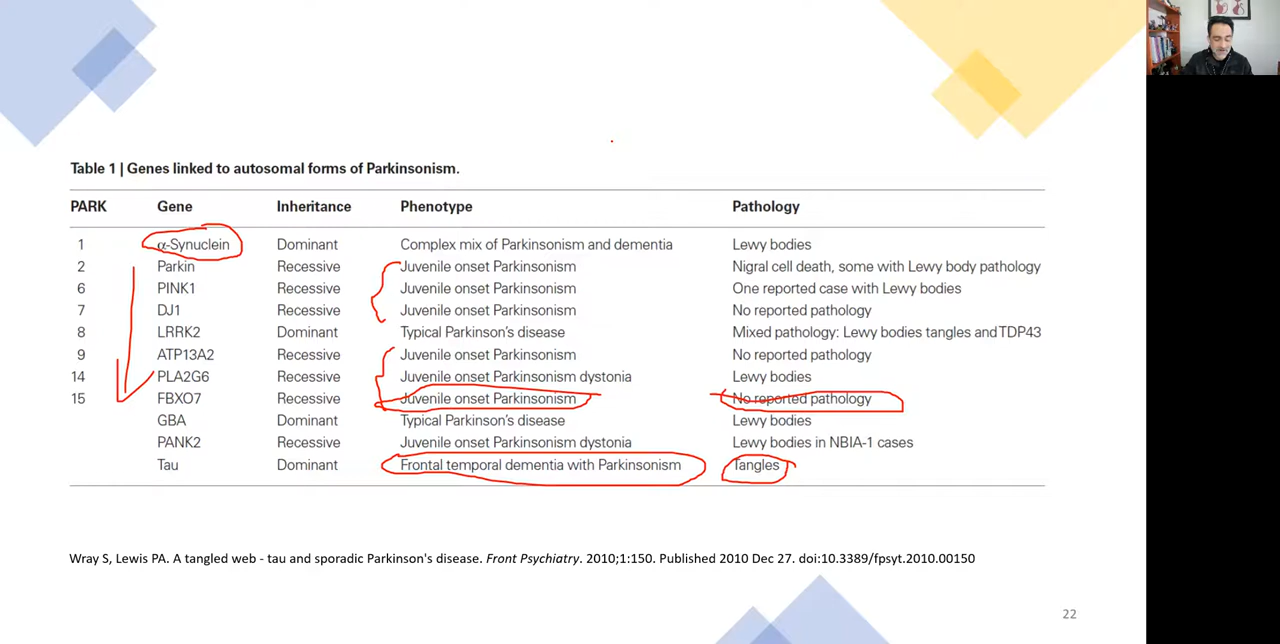 Table 1 | Genes linked to autosomal forms of Parkinsonism.
PARK Gene Inheritance Phenotype Pathology
1 α-Synuclein Dominant Complex mix of Parkinsonism and dementia Lewy bodies
2 Parkin Recessive Juvenile onset Parkinsonism Nigral cell death, some with Lewy body pathology
6 PINK1 Recessive Juvenile onset Parkinsonism One reported case with Lewy bodies
7 DJ1 Recessive Juvenile onset Parkinsonism No reported pathology
8 LRRK2 Dominant Typical Parkinson's disease Mixed pathology: Lewy bodies tangles and TDP43
9 ATP13A2 Recessive Juvenile onset Parkinsonism No reported pathology
14 PLA2G6 Recessive Juvenile onset Parkinsonism dystonia Lewy bodies
15 FBXO7 Recessive Juvenile onset Parkinsonism No reported pathology
GBA Dominant Typical Parkinson's disease Lewy bodies
PANK2 Recessive Juvenile onset Parkinsonism dystonia Lewy bodies in NBIA-1 cases
Tau Dominant Frontal temporal dementia with Parkinsonism Tangles
Wray S, Lewis PA. A tangled web - tau and sporadic Parkinson's disease. Front Psychiatry. 2010;1:150. Published 2010 Dec 27. doi:10.3389/fpsyt.2010.00150
22